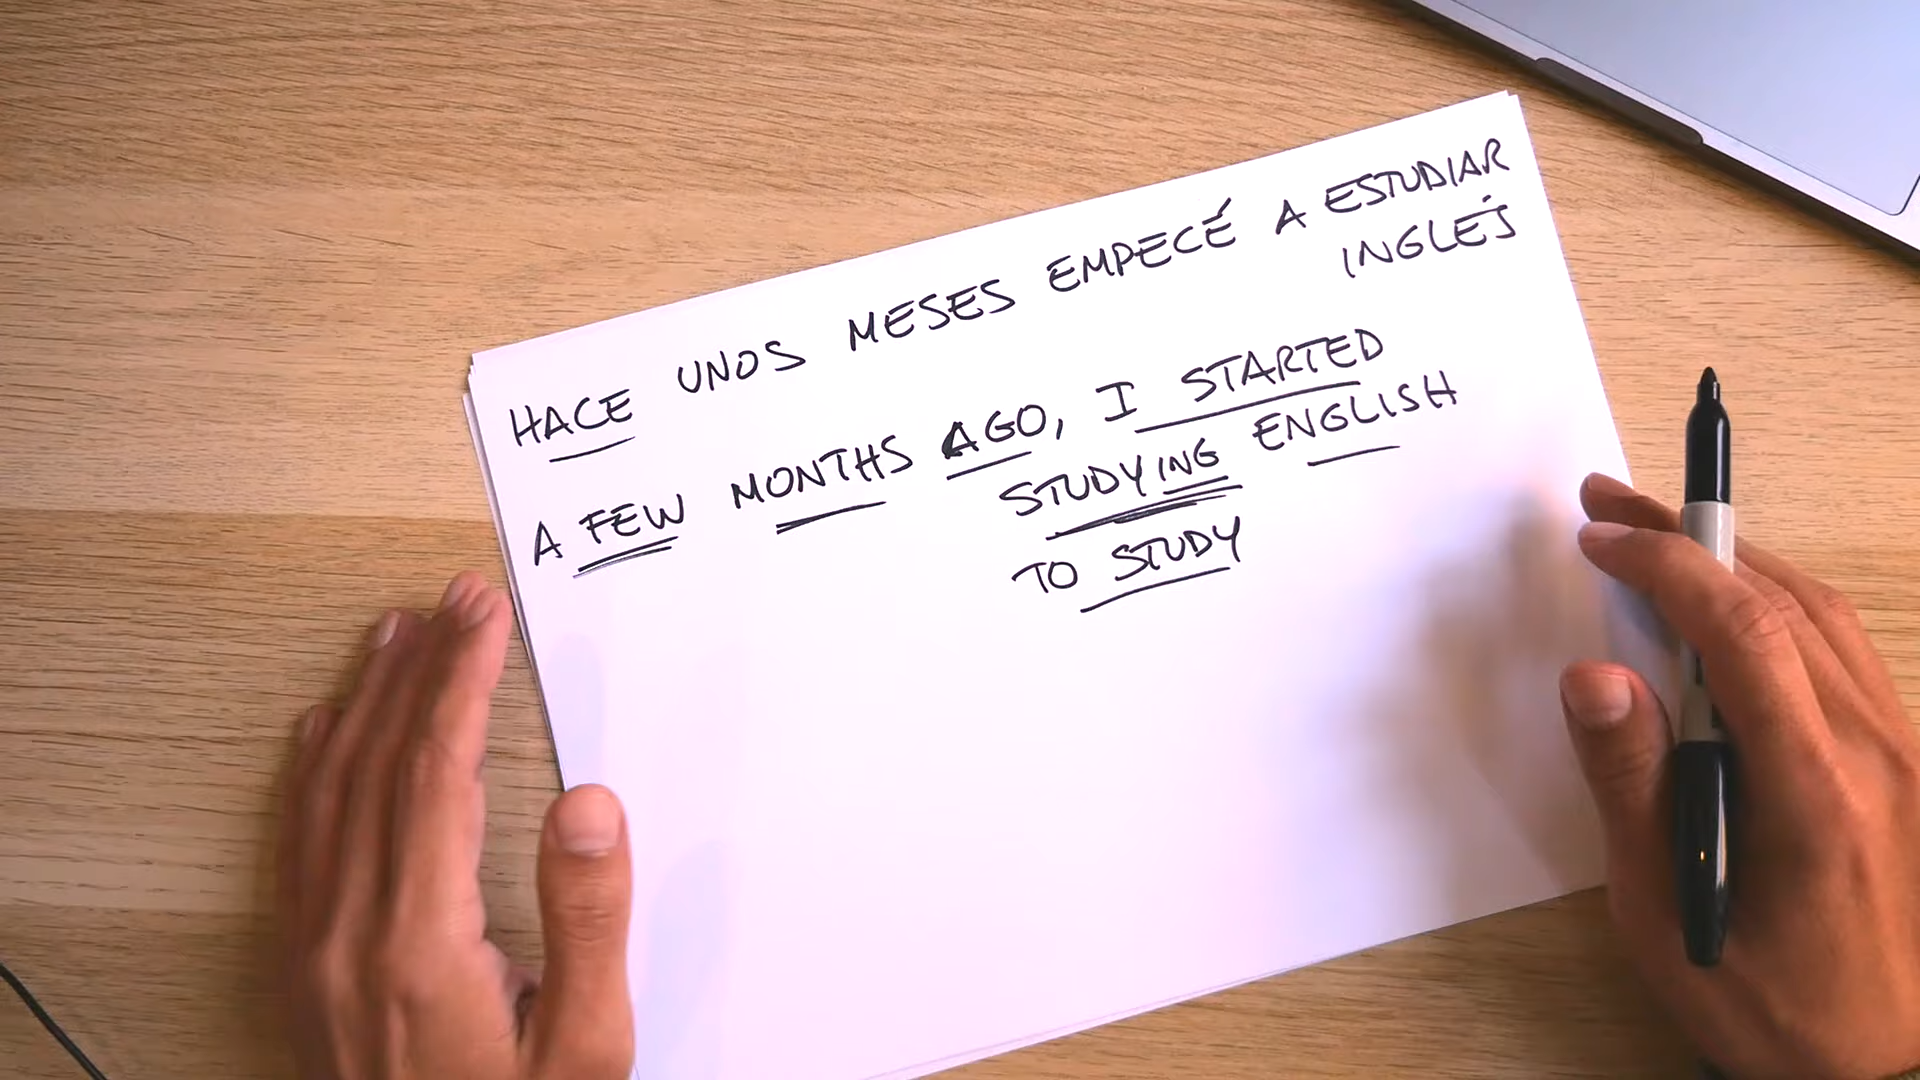 HACE UNOS MESES EMPECÉ A ESTUDIAR
INGLÉS
A FEW MONTHS AGO, I STARTED
STUDYING ENGLISH
TO STUDY